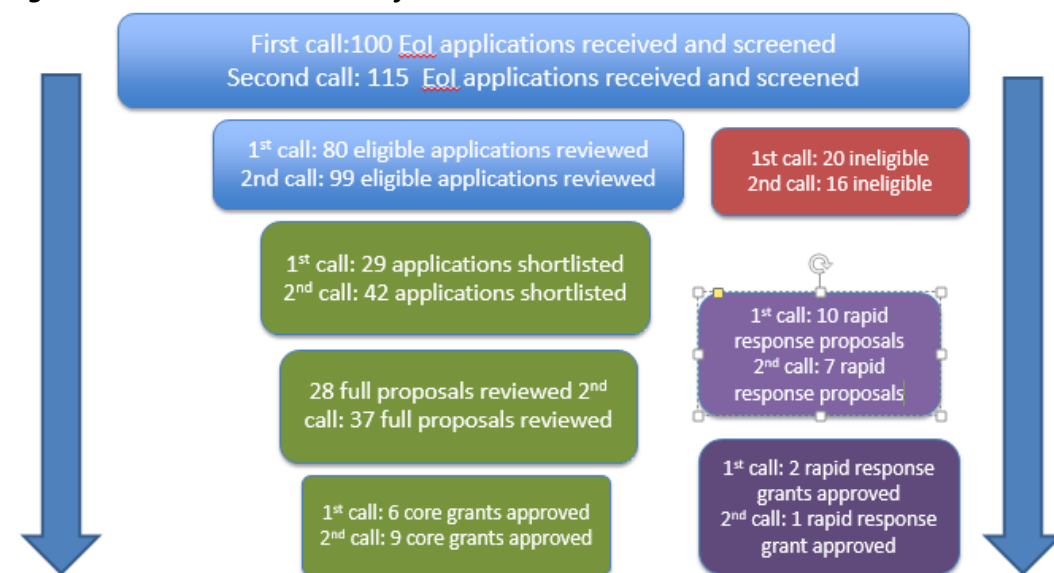 First call:100 EoI applications received and screened
Second call: 115 EoI applications received and screened
1st call: 80 eligible applications reviewed
2nd call: 99 eligible applications reviewed
1st call: 20 ineligible
2nd call: 16 ineligible
1st call: 29 applications shortlisted
2nd call: 42 applications shortlisted
1st call: 10 rapid
response proposals
2nd call: 7 rapid
response proposals
28 full proposals reviewed 2nd
call: 37 full proposals reviewed
1st call: 2 rapid response
grants approved
2nd call: 1 rapid response
grant approved
1st call: 6 core grants approved
2nd call: 9 core grants approved